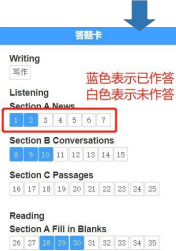 答题卡
Writing
写作
蓝色表示已作答
白色表示未作答
Listening
Section A News
1 2 3 4 5 6 7
Section B Conversations
8 9 10 11 12 13 14 15
Section C Passages
16 17 18 19 20 21 22 23 24 25
Reading
Section A Fill in Blanks
26 27 28 29 30 31 32 33 34 35